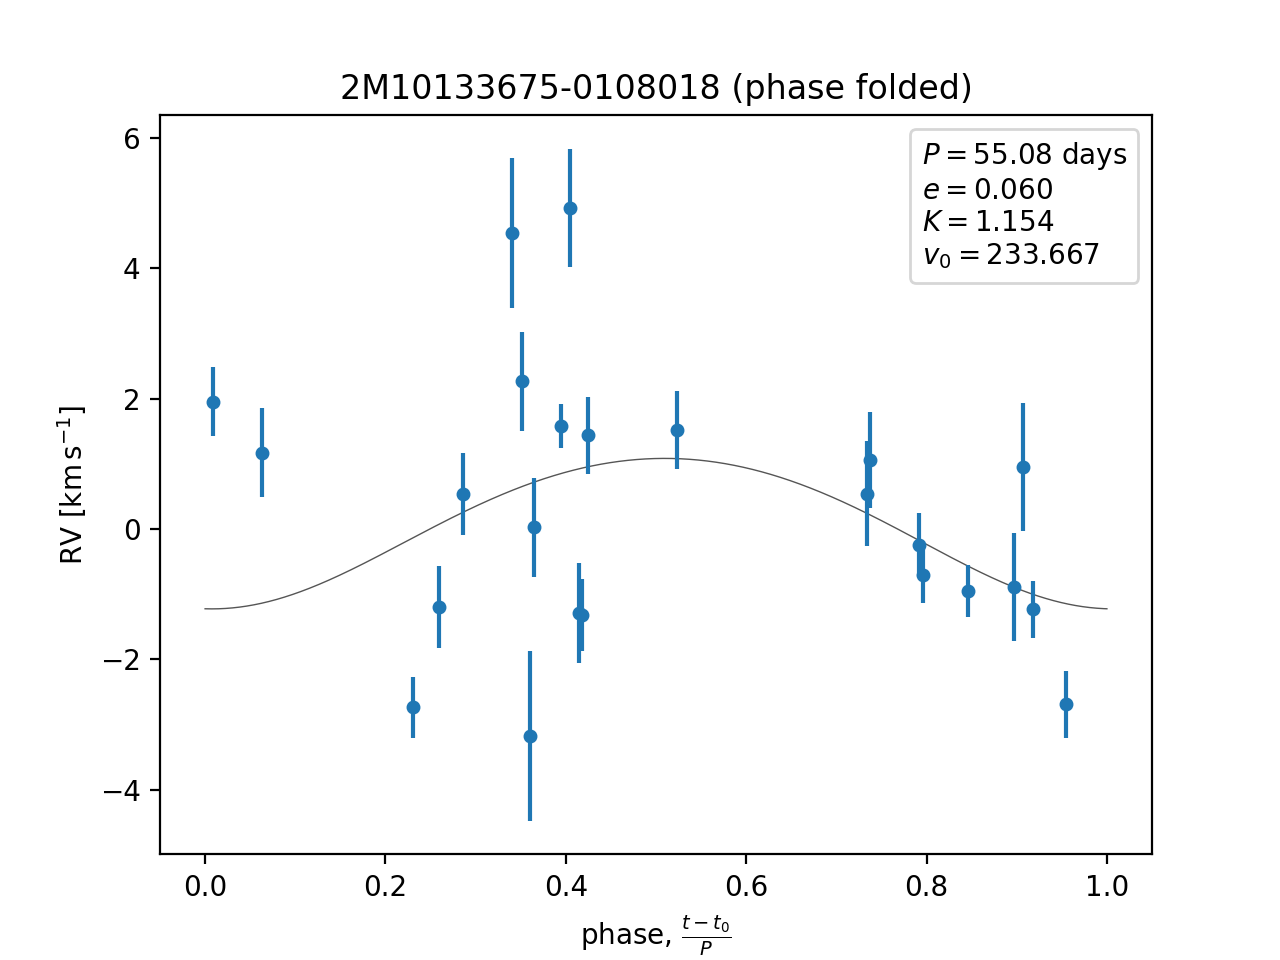 2M10133675-0108018 (phase folded)
P = 55.08 days
e = 0.060
K = 1.154
v₀ = 233.667
RV [km s⁻¹]
6
4
2
0
−2
−4
0.0 0.2 0.4 0.6 0.8 1.0
phase, (t − t₀)/P